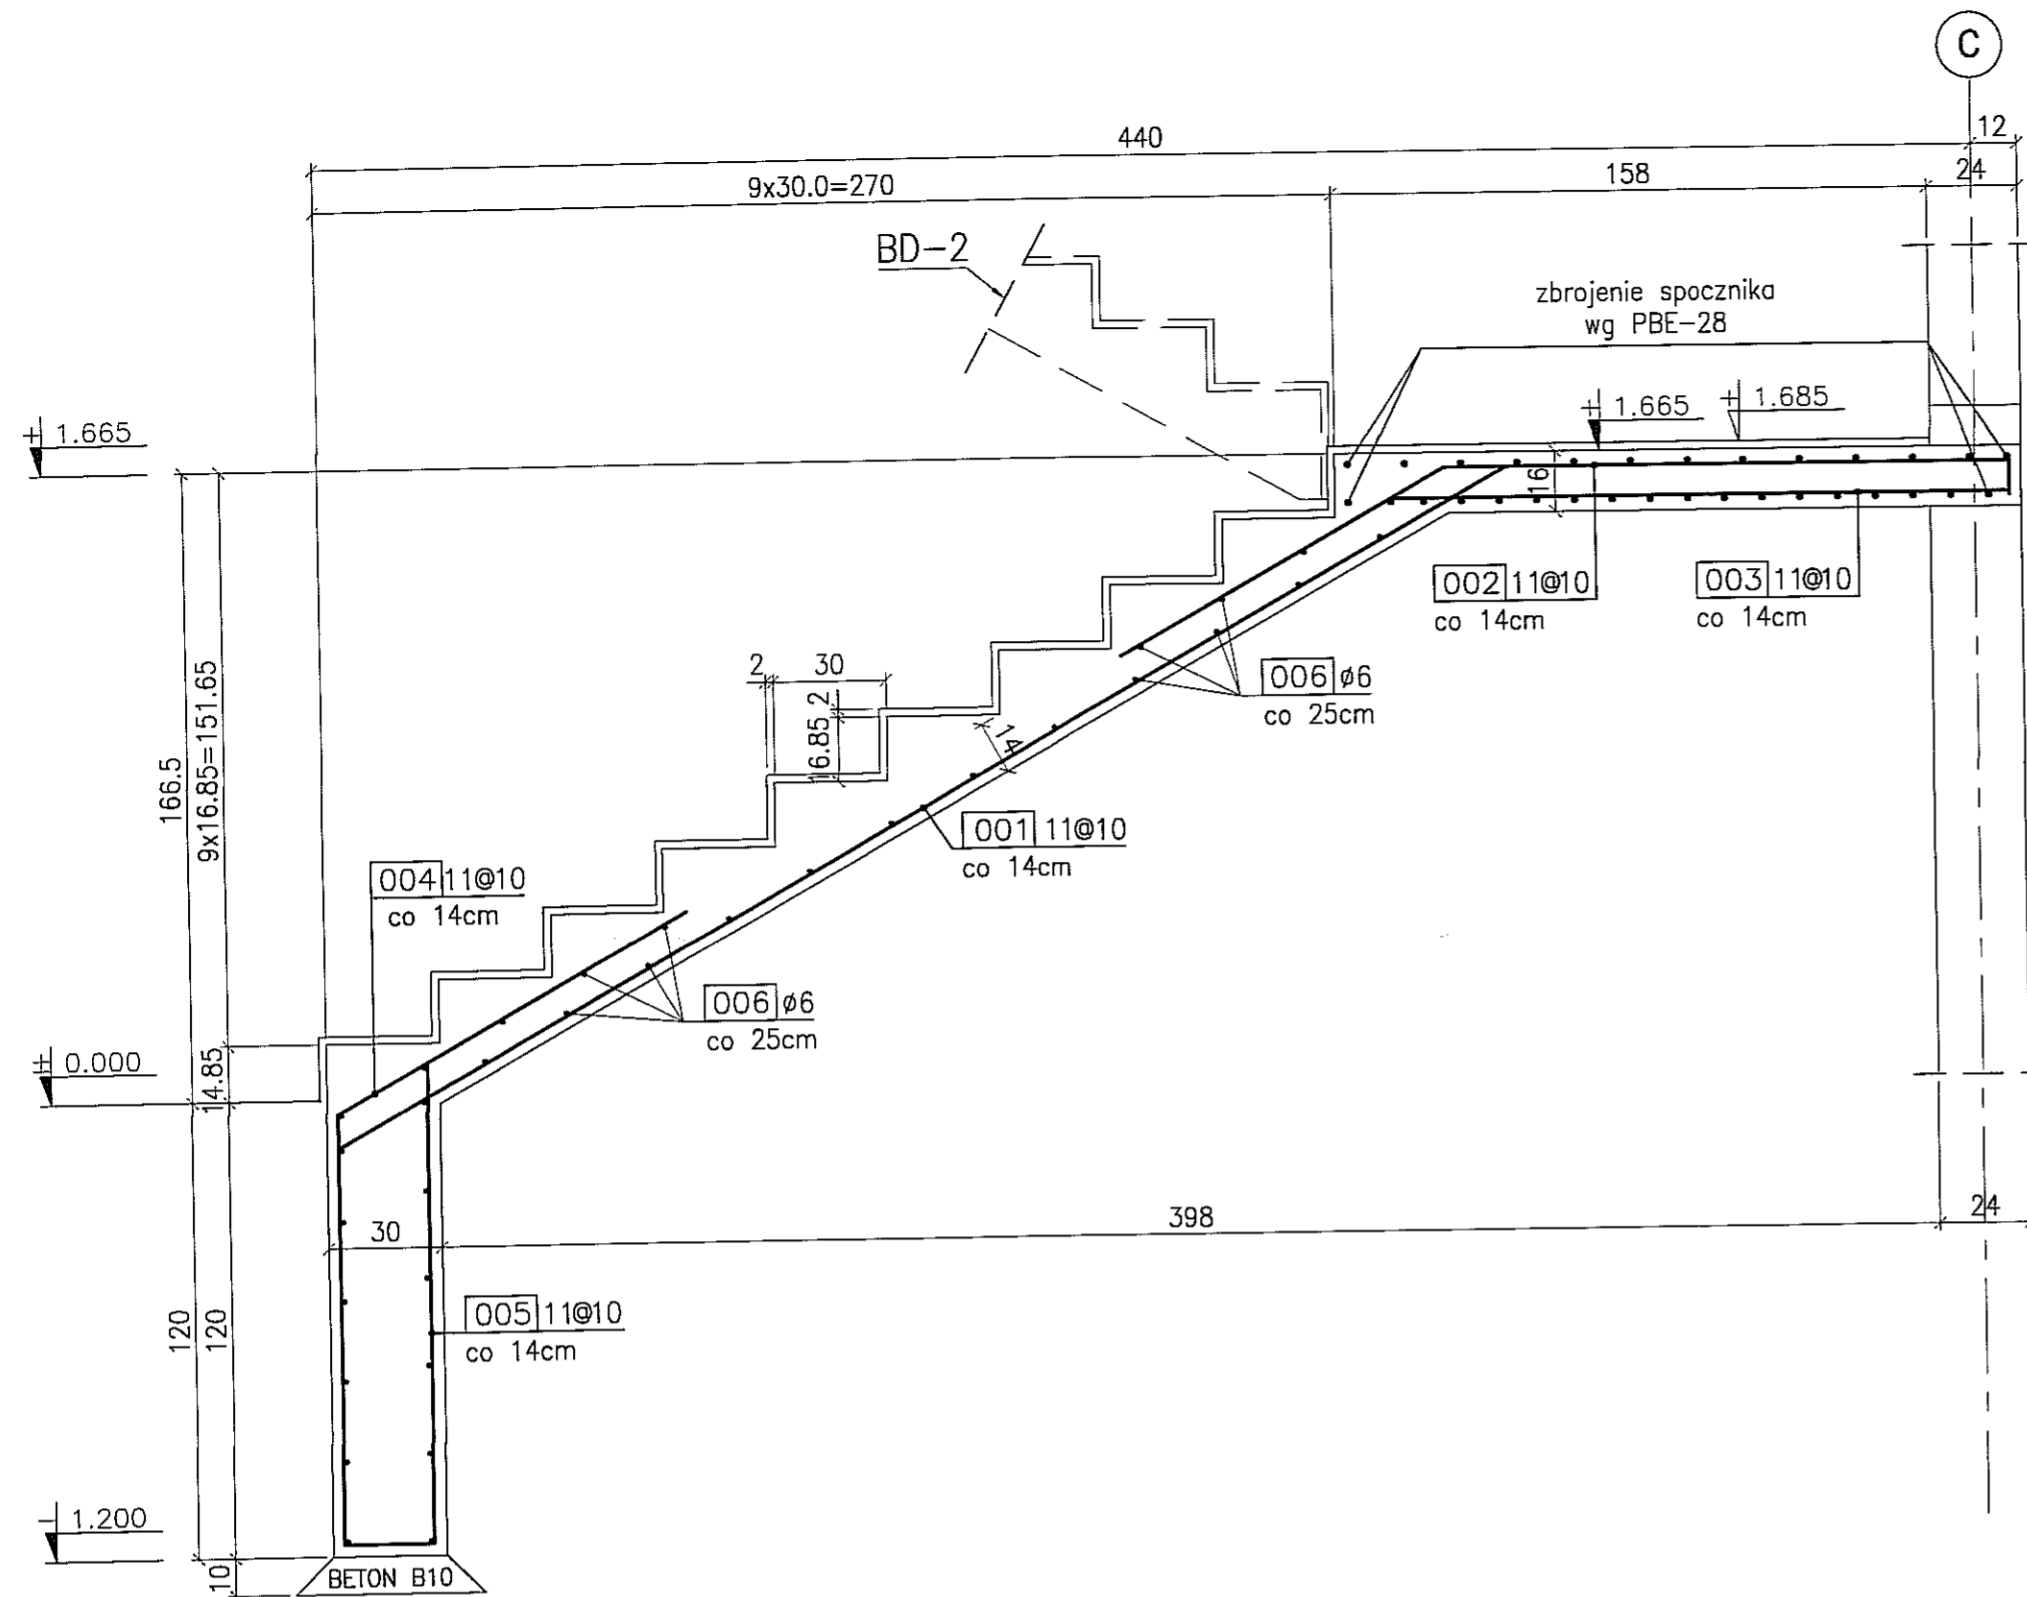 C
440
12
9x30.0=270
158
24
BD-2
zbrojenie spocznika
wg PBE-28
+ 1.665
+ 1.665
+ 1.685
16
002 11@10
co 14cm
003 11@10
co 14cm
2
30
2
16.85
006 ø6
co 25cm
14
166.5
9x16.85=151.65
001 11@10
co 14cm
004 11@10
co 14cm
006 ø6
co 25cm
± 0.000
14.85
30
398
24
120
120
005 11@10
co 14cm
- 1.200
10
BETON B10